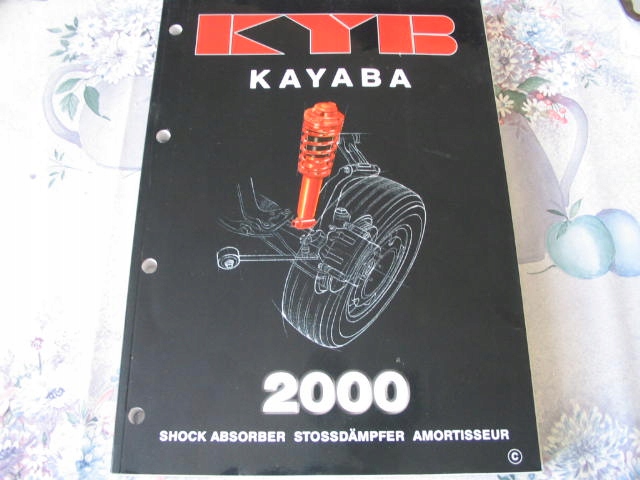 KYB
KAYABA
2000
SHOCK ABSORBER STOSSDÄMPFER AMORTISSEUR
©